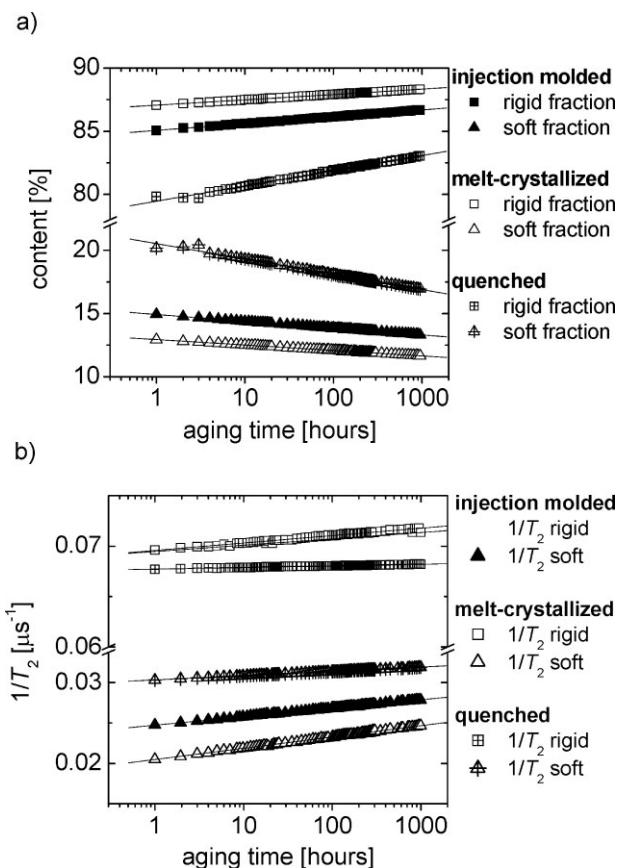 a)
90
85
80
20
15
10
content [%]
1 10 100 1000
aging time [hours]
injection molded
rigid fraction
soft fraction
melt-crystallized
rigid fraction
soft fraction
quenched
rigid fraction
soft fraction
b)
0.07
0.06
0.03
0.02
1/T₂ [μs⁻¹]
1 10 100 1000
aging time [hours]
injection molded
1/T₂ rigid
1/T₂ soft
melt-crystallized
1/T₂ rigid
1/T₂ soft
quenched
1/T₂ rigid
1/T₂ soft